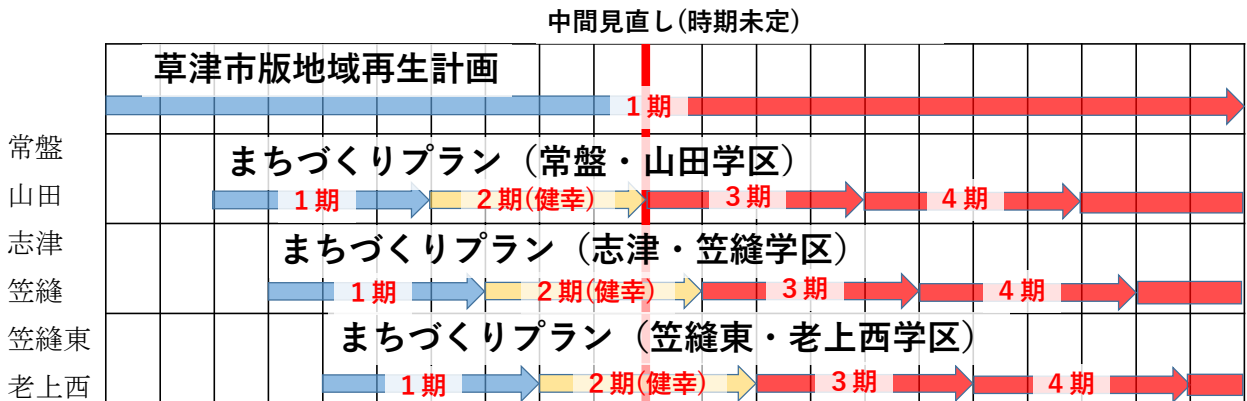 中間見直し(時期未定)
草津市版地域再生計画
1期
常盤
まちづくりプラン（常盤・山田学区）
山田
1期
2期(健幸)
3期
4期
志津
まちづくりプラン（志津・笠縫学区）
笠縫
1期
2期(健幸)
3期
4期
笠縫東
まちづくりプラン（笠縫東・老上西学区）
老上西
1期
2期(健幸)
3期
4期